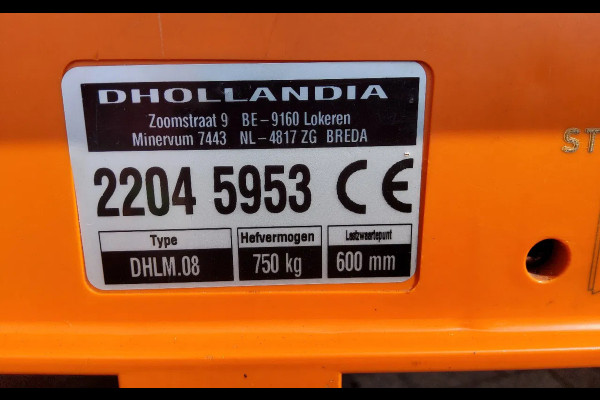 DHOLLANDIA
Zoomstraat 9 BE-9160 Lokeren
Minervum 7443 NL-4817 ZG BREDA
2204 5953 CE
Type Hefvermogen Lastzwaartepunt
DHLM.08 750 kg 600 mm
ST